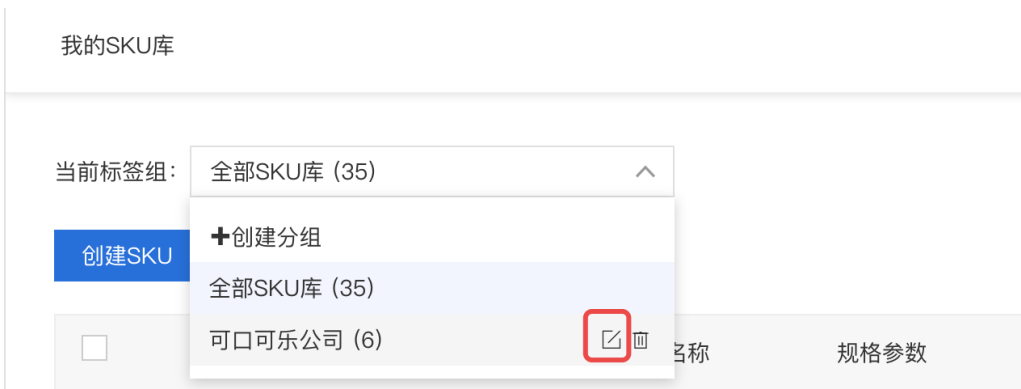 我的SKU库
当前标签组：
全部SKU库 (35)
✚创建分组
创建SKU
全部SKU库 (35)
可口可乐公司 (6)
名称
规格参数